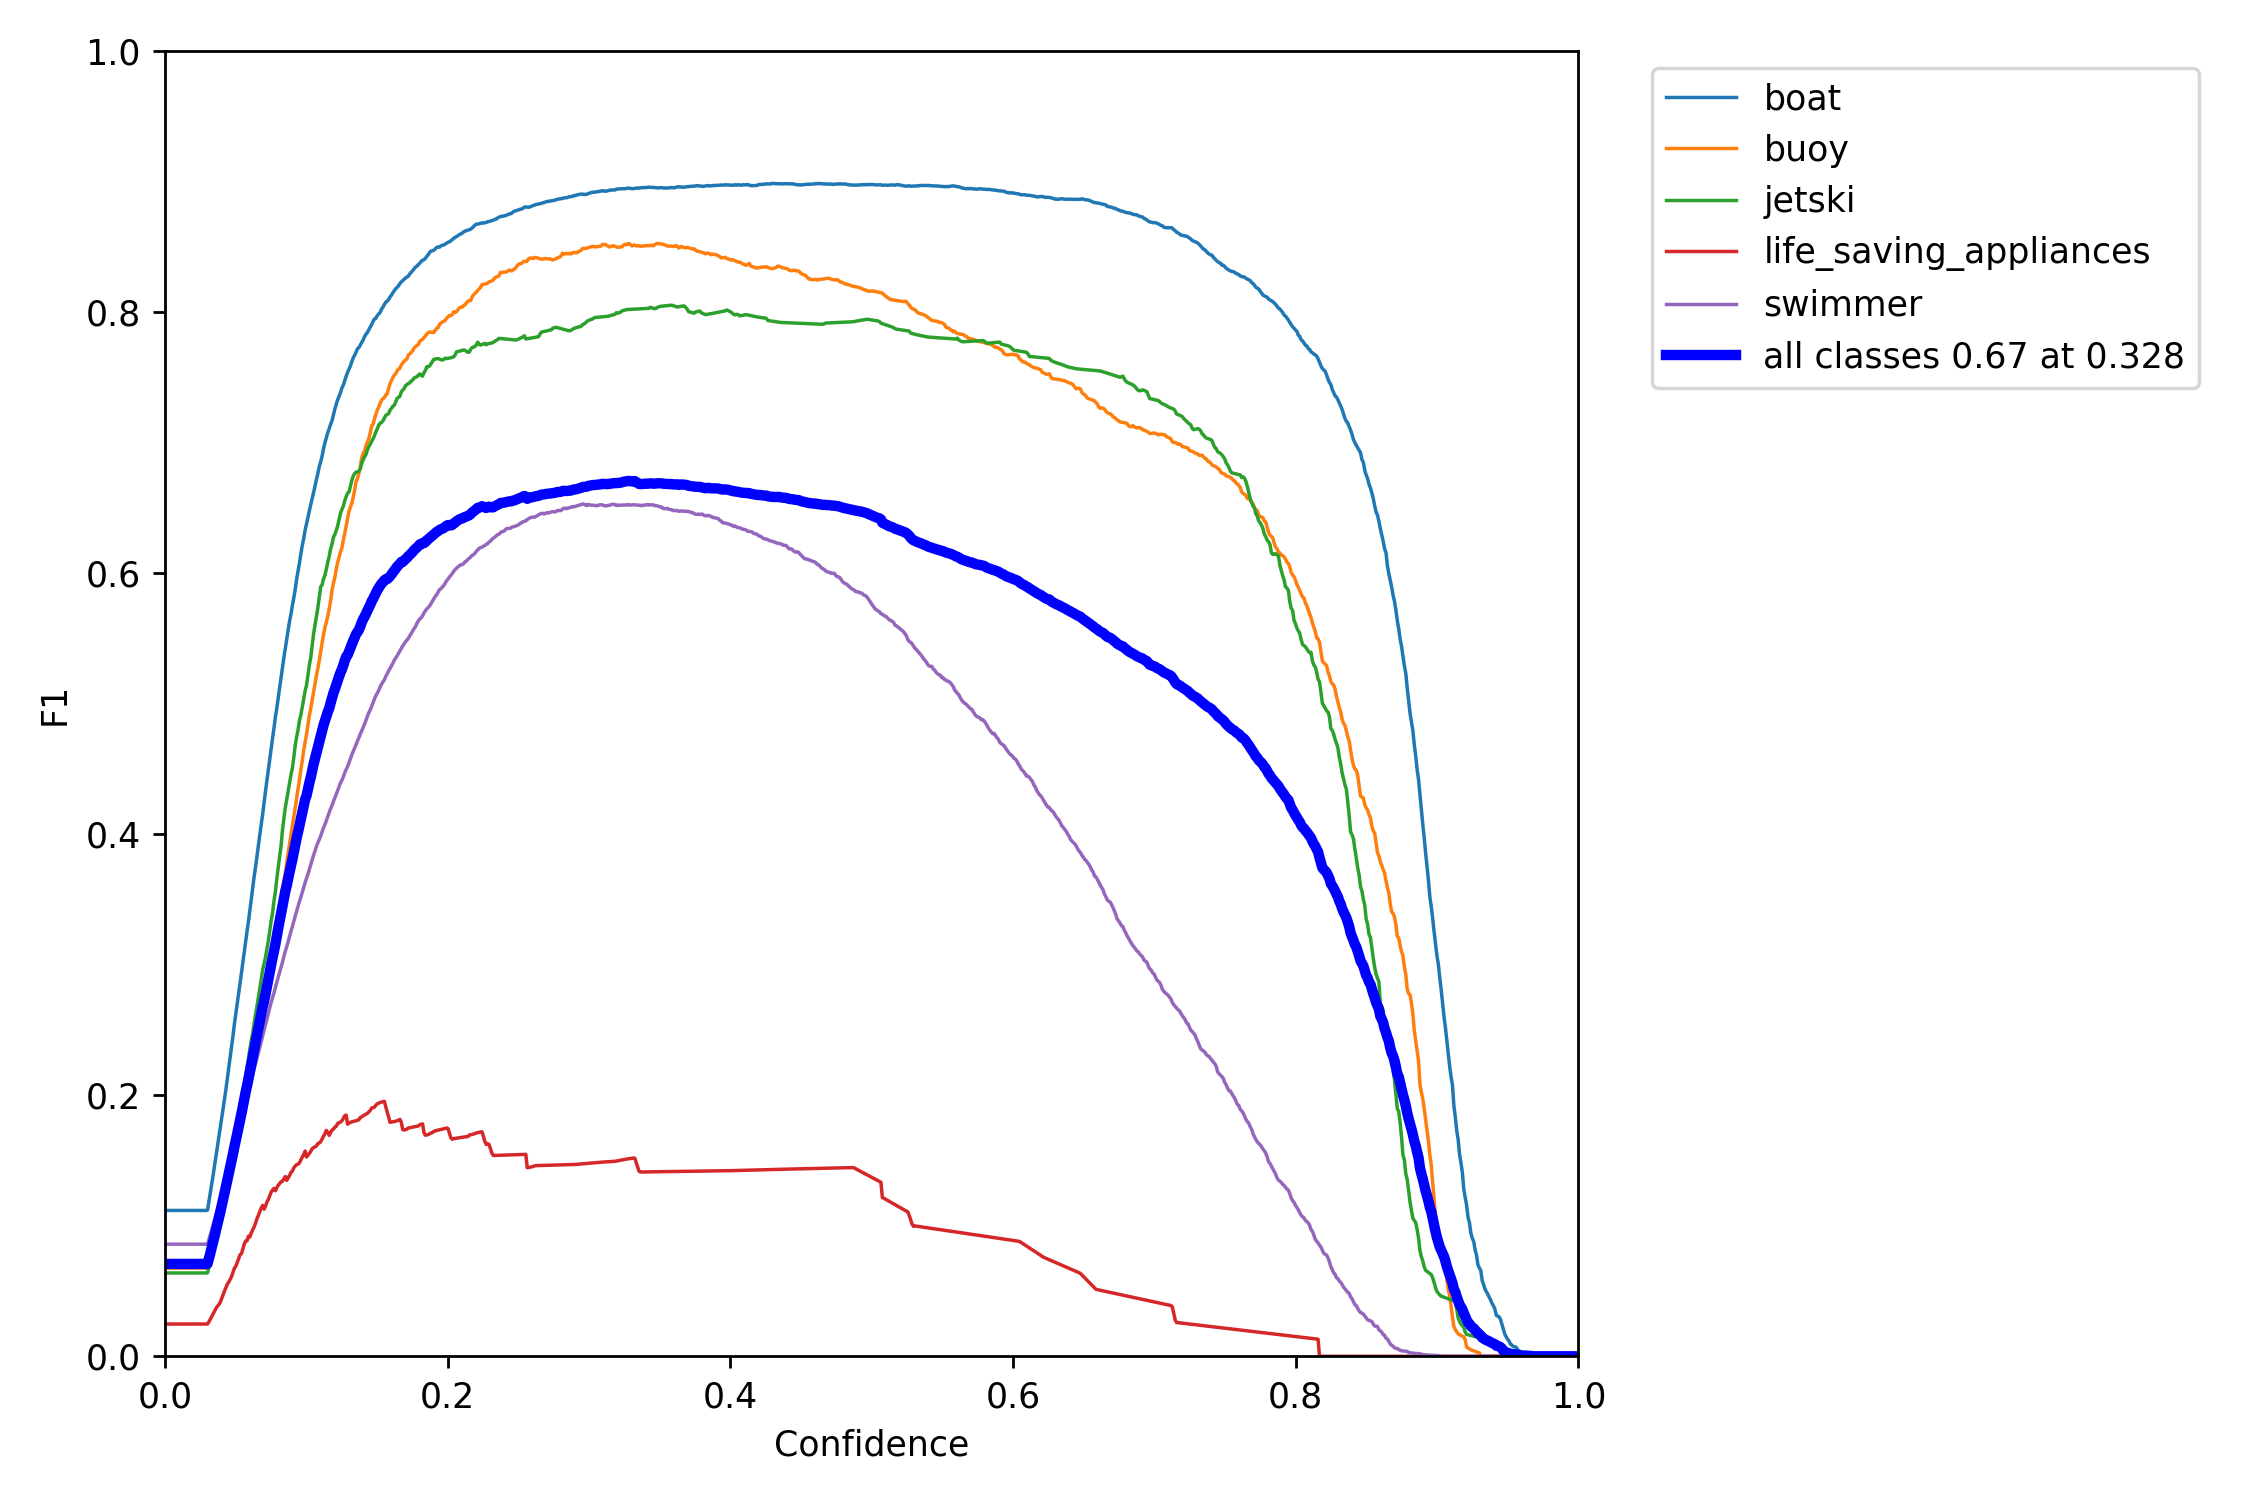 1.0
0.8
0.6
0.4
0.2
0.0
F1
0.0 0.2 0.4 0.6 0.8 1.0
Confidence
boat
buoy
jetski
life_saving_appliances
swimmer
all classes 0.67 at 0.328